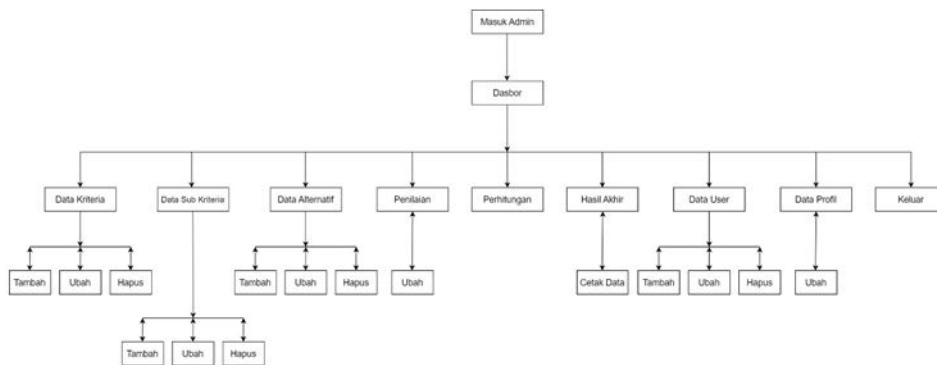 Masuk Admin
Dasbor
Data Kriteria
Data Sub Kriteria
Data Alternatif
Penilaian
Perhitungan
Hasil Akhir
Data User
Data Profil
Keluar
Tambah
Ubah
Hapus
Tambah
Ubah
Hapus
Ubah
Cetak Data
Tambah
Ubah
Hapus
Ubah
Tambah
Ubah
Hapus